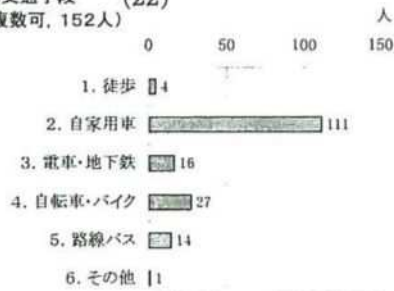 (22)
複数可, 152人)
人
0 50 100 150
1. 徒歩 4
2. 自家用車 111
3. 電車・地下鉄 16
4. 自転車・バイク 27
5. 路線バス 14
6. その他 1